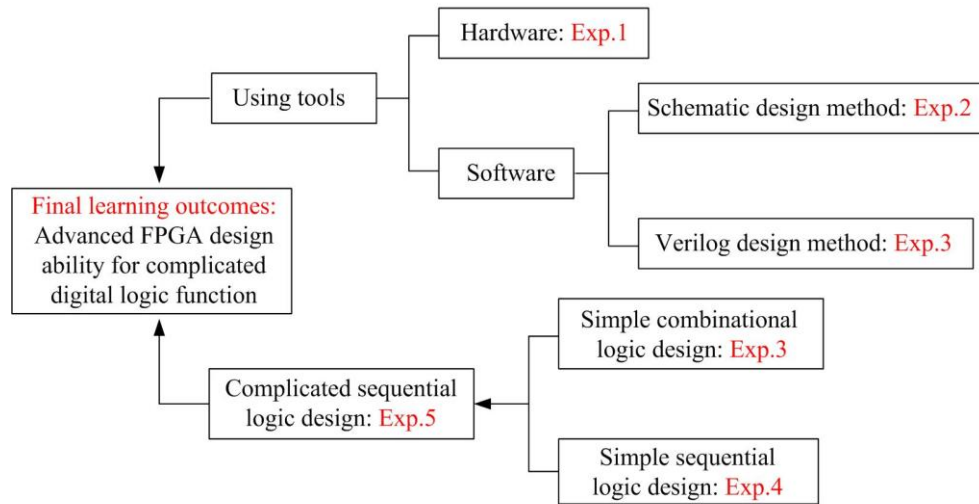 Hardware: Exp.1
Using tools
Schematic design method: Exp.2
Software
Final learning outcomes:
Advanced FPGA design
ability for complicated
digital logic function
Verilog design method: Exp.3
Simple combinational
logic design: Exp.3
Complicated sequential
logic design: Exp.5
Simple sequential
logic design: Exp.4